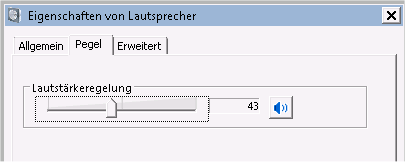 Eigenschaften von Lautsprecher
Allgemein Pegel Erweitert
Lautstärkeregelung
43